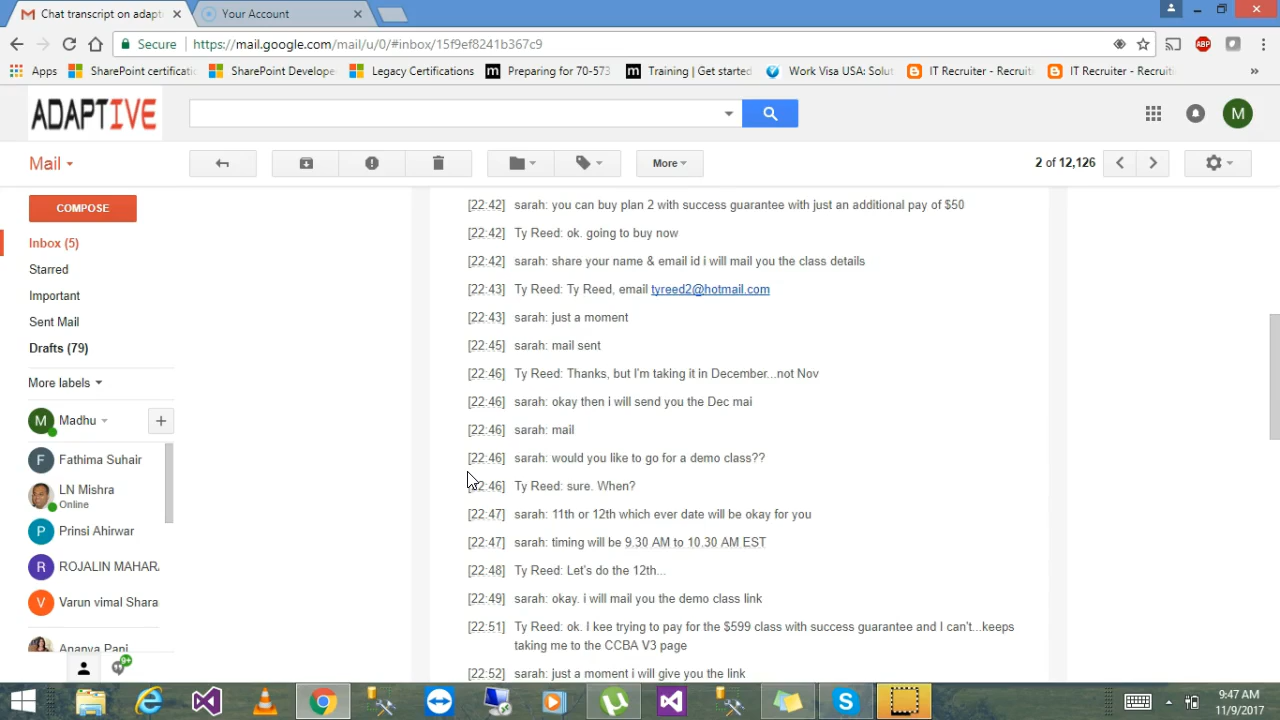 Chat transcript on adapt
Your Account
Secure
https://mail.google.com/mail/u/0/#inbox/15f9ef8241b367c9
ABP
Apps
SharePoint certificati
SharePoint Develope
Legacy Certifications
Preparing for 70-573
Training | Get started
Work Visa USA: Solut
IT Recruiter - Recruiti
IT Recruiter - Recruiti
»
ADAPTIVE
M
Mail
More
2 of 12,126
COMPOSE
Inbox (5)
Starred
Important
Sent Mail
Drafts (79)
More labels
M Madhu
F Fathima Suhair
LN Mishra
Online
P Prinsi Ahirwar
R ROJALIN MAHAR
V Varun vimal Shara
Ananya Pani
9+
[22:42] sarah: you can buy plan 2 with success guarantee with just an additional pay of $50
[22:42] Ty Reed: ok. going to buy now
[22:42] sarah: share your name & email id i will mail you the class details
[22:43] Ty Reed: Ty Reed, email tyreed2@hotmail.com
[22:43] sarah: just a moment
[22:45] sarah: mail sent
[22:46] Ty Reed: Thanks, but I'm taking it in December...not Nov
[22:46] sarah: okay then i will send you the Dec mai
[22:46] sarah: mail
[22:46] sarah: would you like to go for a demo class??
[22:46] Ty Reed: sure. When?
[22:47] sarah: 11th or 12th which ever date will be okay for you
[22:47] sarah: timing will be 9.30 AM to 10.30 AM EST
[22:48] Ty Reed: Let's do the 12th...
[22:49] sarah: okay. i will mail you the demo class link
[22:51] Ty Reed: ok. I kee trying to pay for the $599 class with success guarantee and I can't...keeps
taking me to the CCBA V3 page
[22:52] sarah: just a moment i will give you the link
9:47 AM
11/9/2017